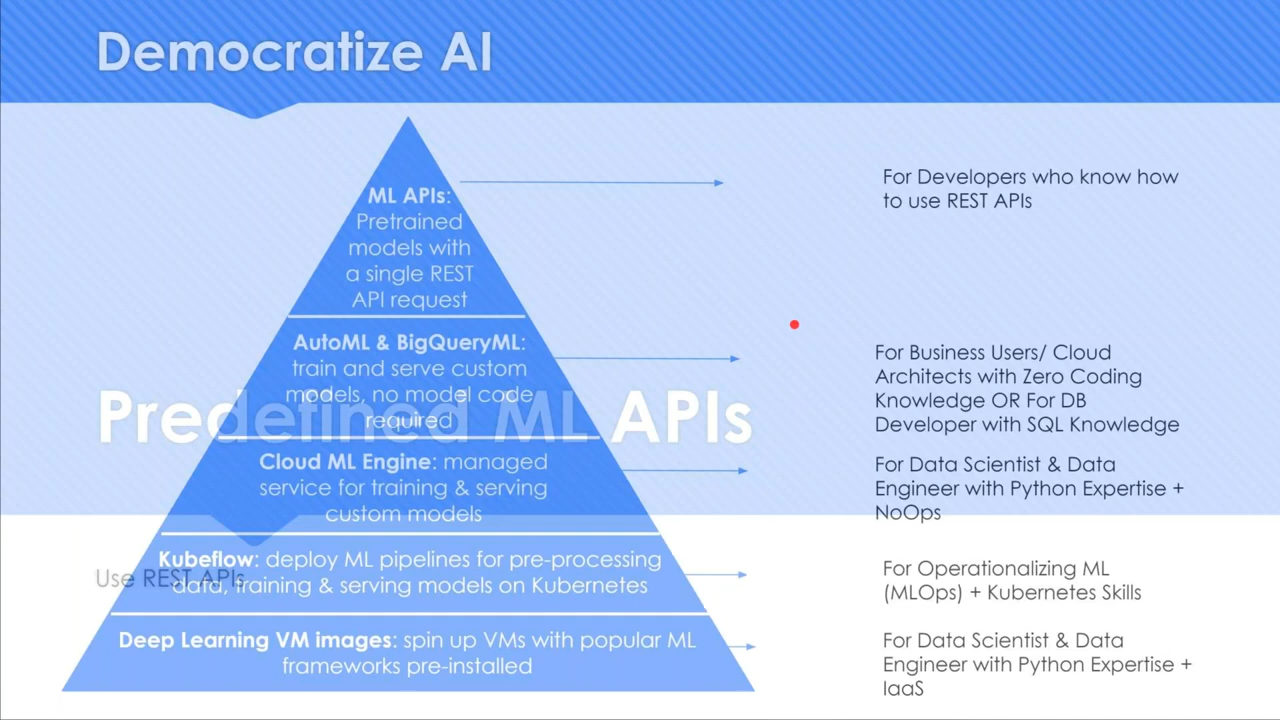 Democratize AI
ML APIs:
Pretrained
models with
a single REST
API request
For Developers who know how
to use REST APIs
AutoML & BigQueryML:
train and serve custom
models, no model code
required
For Business Users/ Cloud
Architects with Zero Coding
Knowledge OR For DB
Developer with SQL Knowledge
Predefined ML APIs
Cloud ML Engine: managed
service for training & serving
custom models
For Data Scientist & Data
Engineer with Python Expertise +
NoOps
Kubeflow: deploy ML pipelines for pre-processing
data, training & serving models on Kubernetes
For Operationalizing ML
(MLOps) + Kubernetes Skills
Use REST APIs
Deep Learning VM images: spin up VMs with popular ML
frameworks pre-installed
For Data Scientist & Data
Engineer with Python Expertise +
IaaS